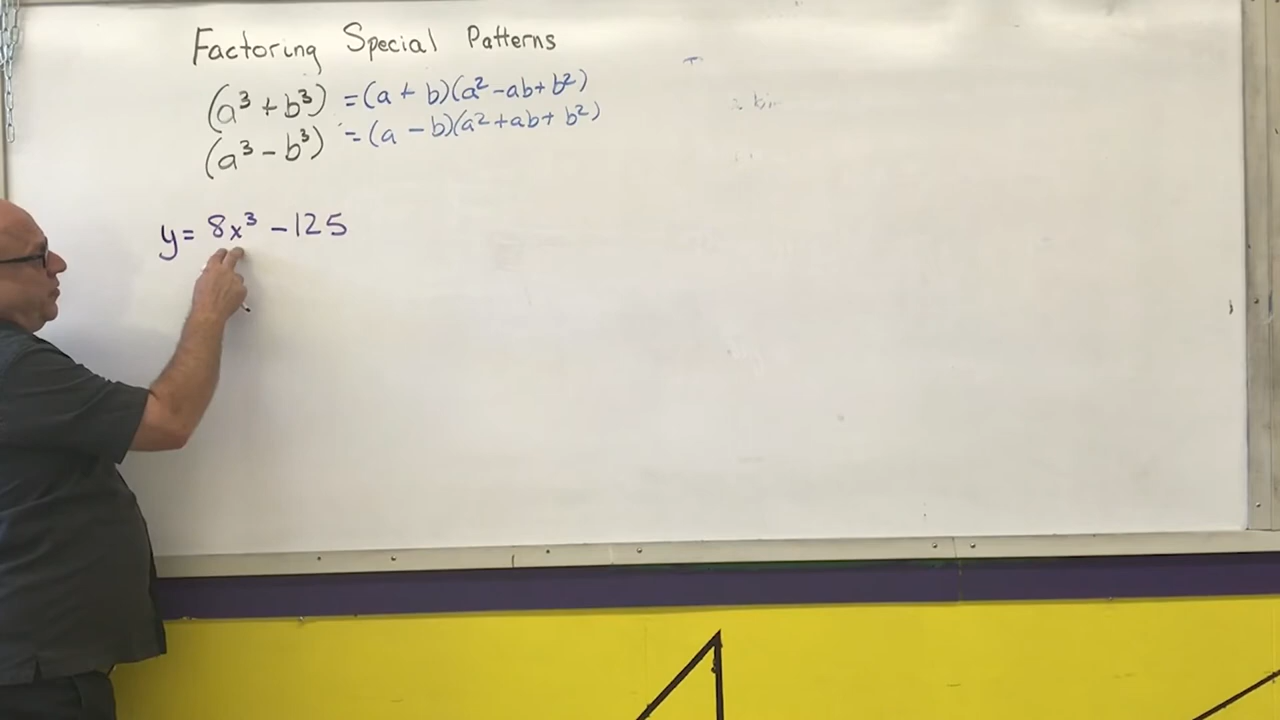 Factoring Special Patterns
(a³ + b³) = (a + b)(a² - ab + b²)
(a³ - b³) = (a - b)(a² + ab + b²)
y = 8x³ - 125